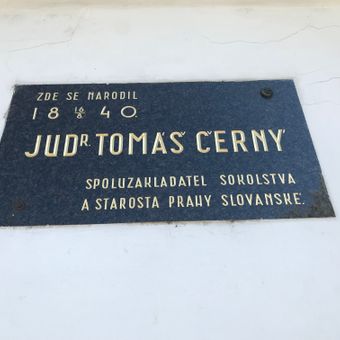 ZDE SE NARODIL
18 16/8 40.
JUDR. TOMÁŠ ČERNÝ
SPOLUZAKLADATEL SOKOLSTVA
A STAROSTA PRAHY SLOVANSKÉ.